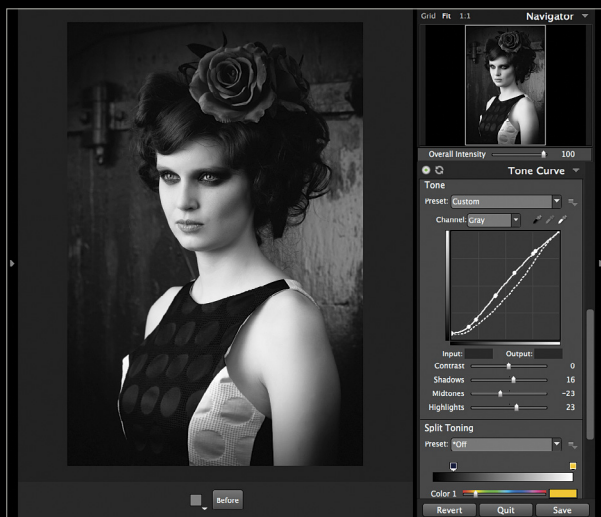 Grid Fit 1:1 Navigator
Overall Intensity 100
Tone Curve
Tone
Preset: Custom
Channel: Gray
Input: Output:
Contrast 0
Shadows 16
Midtones -23
Highlights 23
Split Toning
Preset: *Off
Color 1
Before
Revert Quit Save